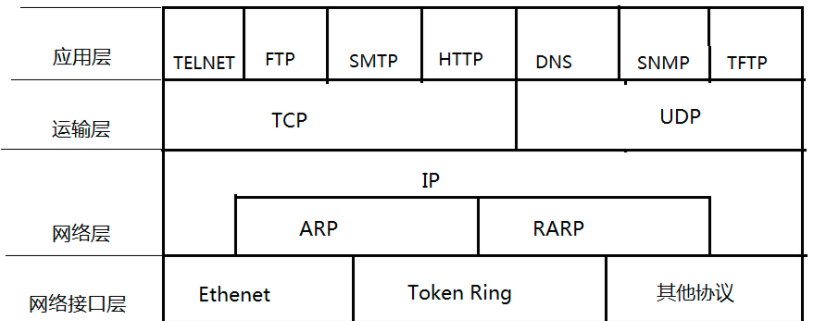 应用层 TELNET FTP SMTP HTTP DNS SNMP TFTP
运输层 TCP UDP
IP
网络层 ARP RARP
网络接口层 Ethenet Token Ring 其他协议